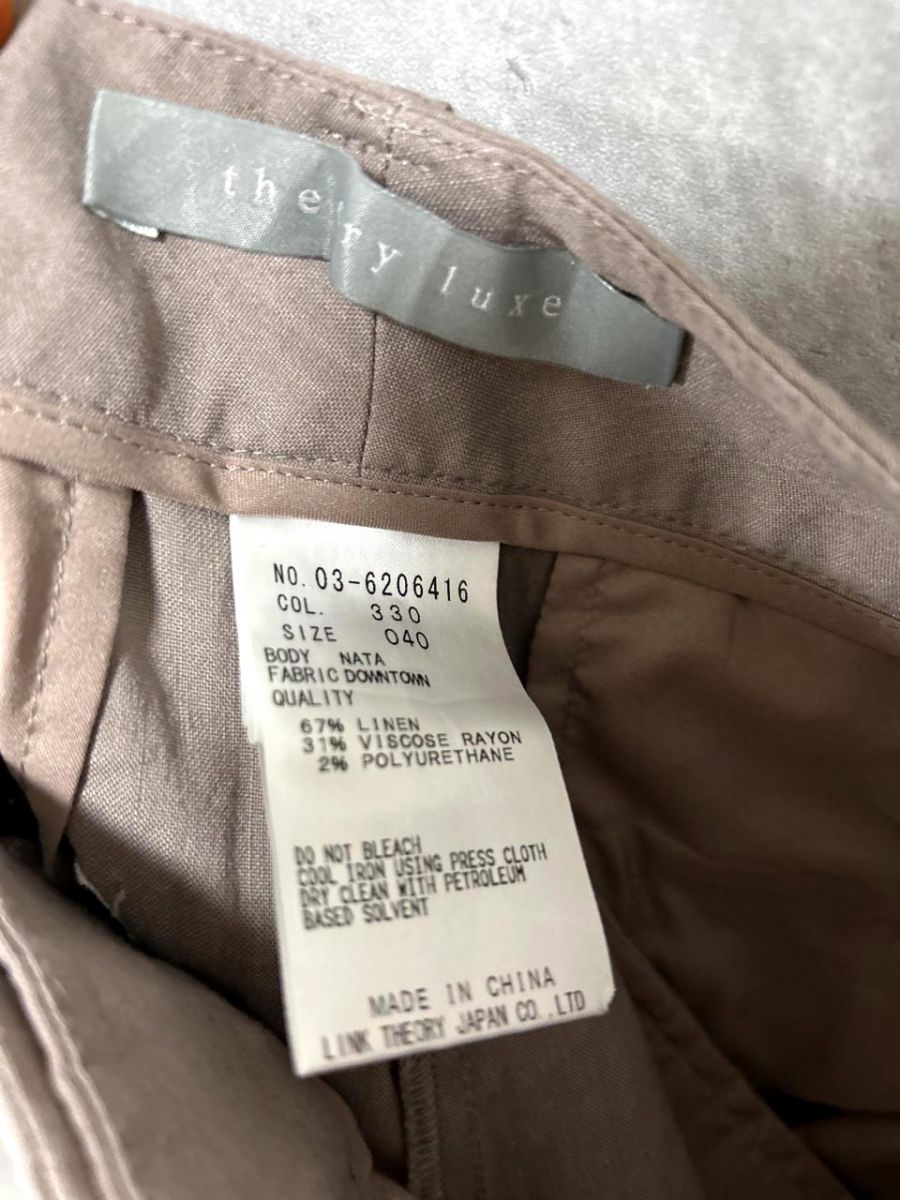 theory luxe
NO. 03-6206416
COL. 330
SIZE 040
BODY NATA
FABRIC DOWNTOWN
QUALITY
67% LINEN
31% VISCOSE RAYON
2% POLYURETHANE
DO NOT BLEACH
COOL IRON USING PRESS CLOTH
DRY CLEAN WITH PETROLEUM
BASED SOLVENT
MADE IN CHINA
LINK THEORY JAPAN CO.,LTD